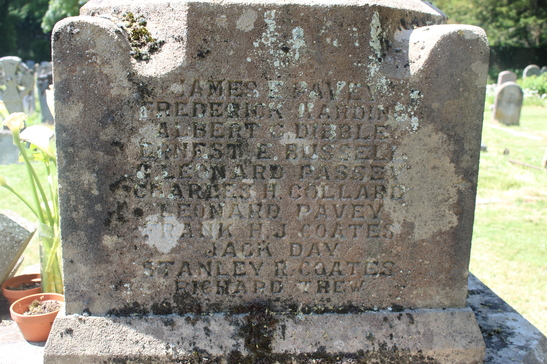 JAMES E. PAVEY
FREDERICK HARDING
ALBERT G. DIBBLE
ERNEST E. RUSSELL
LEONARD PASSEY
CHARLES H. COLLARD
LEONARD PAVEY
FRANK H.J. COATES
JACK DAY
STANLEY R. COATES
RICHARD TREW